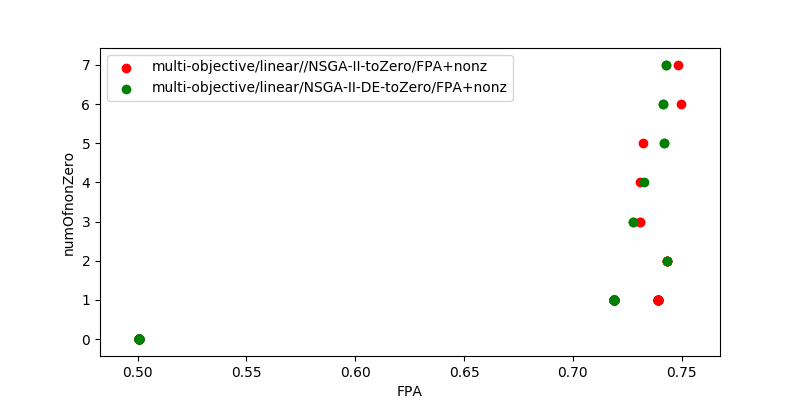 multi-objective/linear//NSGA-II-toZero/FPA+nonz
multi-objective/linear/NSGA-II-DE-toZero/FPA+nonz
7
6
5
4
3
2
1
0
numOfnonZero
0.50 0.55 0.60 0.65 0.70 0.75
FPA